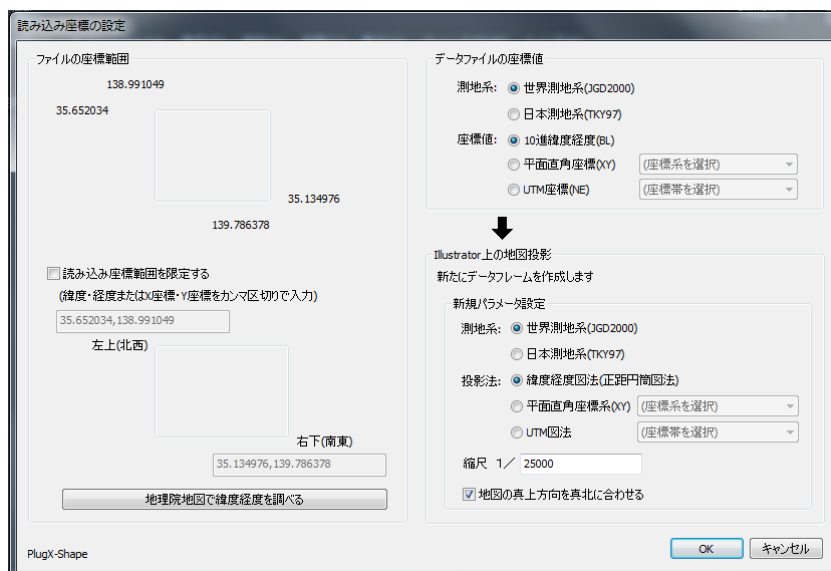 読み込み座標の設定
ファイルの座標範囲
138.991049
35.652034
35.134976
139.786378
読み込み座標範囲を限定する
(緯度・経度またはX座標・Y座標をカンマ区切りで入力)
35.652034,138.991049
左上(北西)
右下(南東)
35.134976,139.786378
地理院地図で緯度経度を調べる
PlugX-Shape
データファイルの座標値
測地系: 世界測地系(JGD2000)
日本測地系(TKY97)
座標値: 10進緯度経度(BL)
平面直角座標(XY) (座標系を選択)
UTM座標(NE) (座標帯を選択)
Illustrator上の地図投影
新たにデータフレームを作成します
新規パラメータ設定
測地系: 世界測地系(JGD2000)
日本測地系(TKY97)
投影法: 緯度経度図法(正距円筒図法)
平面直角座標系(XY) (座標系を選択)
UTM図法 (座標帯を選択)
縮尺 1/ 25000
地図の真上方向を真北に合わせる
OK キャンセル